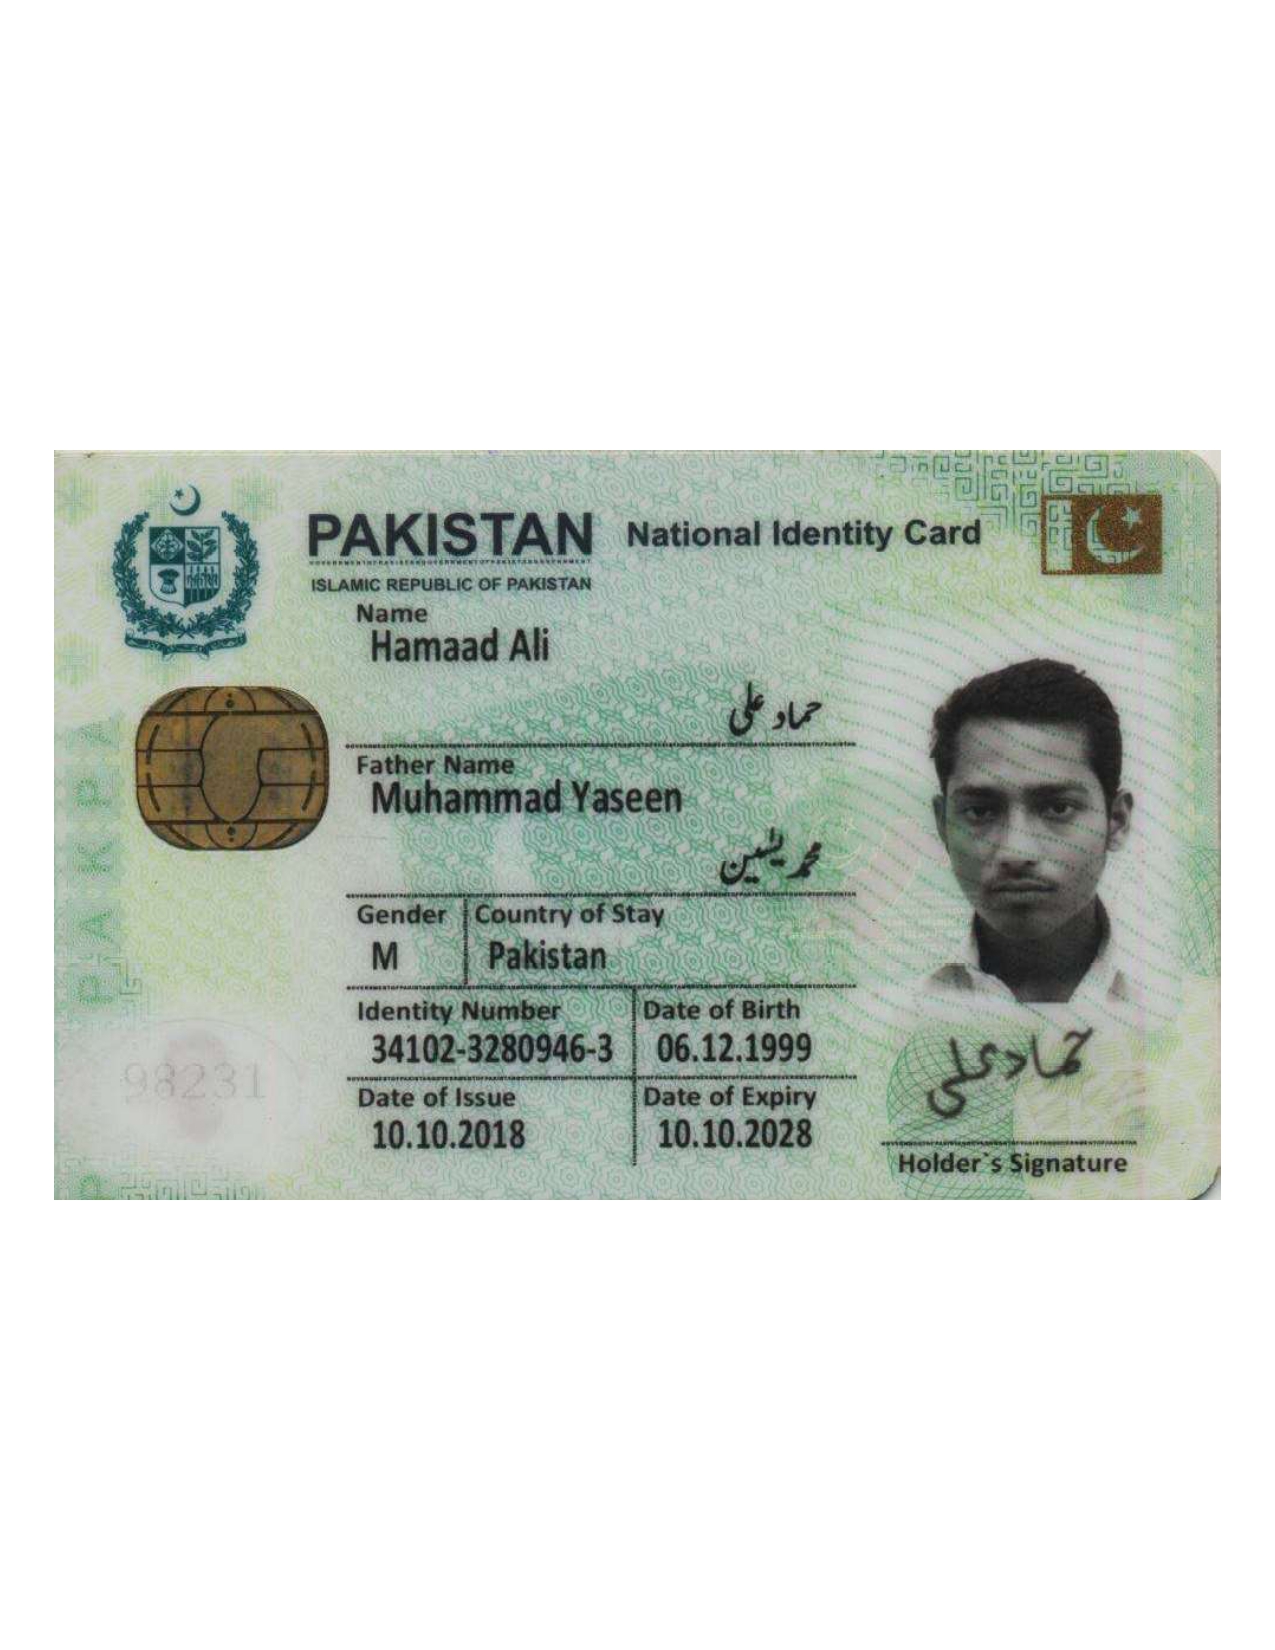 PAKISTAN National Identity Card
ISLAMIC REPUBLIC OF PAKISTAN
Name
Hamaad Ali
حماد علی
Father Name
Muhammad Yaseen
محمد یٰسین
Gender Country of Stay
M Pakistan
Identity Number Date of Birth
34102-3280946-3 06.12.1999
Date of Issue Date of Expiry
10.10.2018 10.10.2028
98231
حماد علی
Holder`s Signature